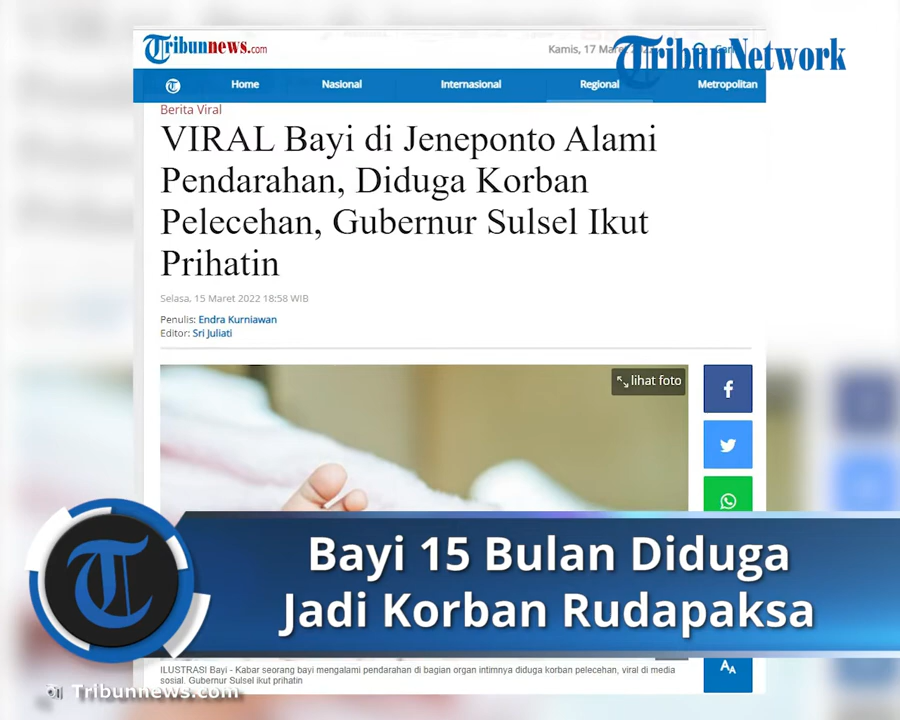 Tribunnews.com
Kamis, 17 Maret
TribunNetwork
Home Nasional Internasional Regional Metropolitan
Berita Viral
VIRAL Bayi di Jeneponto Alami
Pendarahan, Diduga Korban
Pelecehan, Gubernur Sulsel Ikut
Prihatin
Selasa, 15 Maret 2022 18:58 WIB
Penulis: Endra Kurniawan
Editor: Sri Juliati
lihat foto
Bayi 15 Bulan Diduga
Jadi Korban Rudapaksa
ILUSTRASI Bayi - Kabar seorang bayi mengalami pendarahan di bagian organ intimnya diduga korban pelecehan, viral di media
sosial. Gubernur Sulsel ikut prihatin
Tribunnews.com